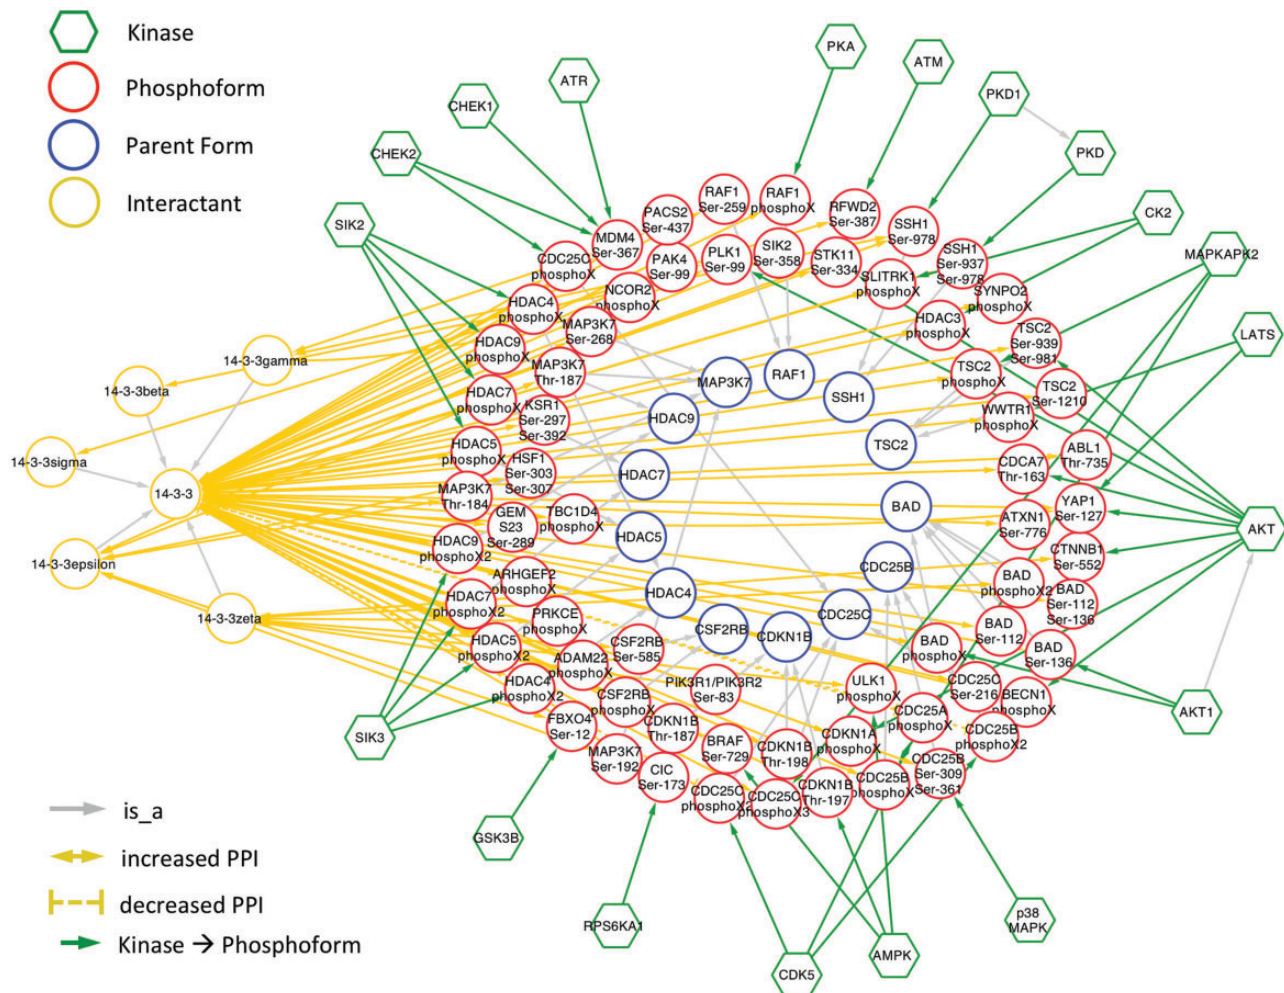 Kinase
Phosphoform
Parent Form
Interactant
PKA
ATM
ATR
PKD1
CHEK1
CHEK2
PKD
SIK2
CK2
MAPKAPK2
LATS
AKT
AKT1
RAF1
Ser-259
RAF1
phosphoX
RFWD2
Ser-387
PACS2
Ser-437
SSH1
Ser-978
MDM4
Ser-367
CDC25C
phosphoX
PAK4
Ser-99
PLK1
Ser-99
SIK2
Ser-358
STK11
Ser-334
SSH1
Ser-937
Ser-978
SLITRK1
phosphoX
SYNPO2
phosphoX
NCOR2
phosphoX
HDAC4
phosphoX
MAP3K7
Ser-268
HDAC3
phosphoX
TSC2
Ser-939
Ser-981
HDAC9
phosphoX
MAP3K7
Thr-187
TSC2
phosphoX
TSC2
Ser-1210
HDAC7
phosphoX
KSR1
Ser-297
Ser-392
WWTR1
phosphoX
HDAC5
phosphoX
HSF1
Ser-303
Ser-307
CDCA7
Thr-163
ABL1
Thr-735
MAP3K7
Thr-184
GEM
S23
Ser-289
TBC1D4
phosphoX
ATXN1
Ser-776
YAP1
Ser-127
HDAC9
phosphoX2
CTNNB1
Ser-552
ARHGEF2
phosphoX
BAD
phosphoX2
BAD
Ser-112
Ser-136
HDAC7
phosphoX2
PRKCE
phosphoX
BAD
Ser-112
HDAC5
phosphoX2
ADAM22
phosphoX
CSF2RB
Ser-585
BAD
phosphoX
BAD
Ser-136
HDAC4
phosphoX2
CSF2RB
phosphoX
PIK3R1/PIK3R2
Ser-83
ULK1
phosphoX
CDC25C
Ser-216
BECN1
phosphoX
FBXO4
Ser-12
CDKN1B
Thr-187
CDC25A
phosphoX
CDC25B
phosphoX2
MAP3K7
Ser-192
BRAF
Ser-729
CDKN1B
Thr-198
CDKN1A
phosphoX
CIC
Ser-173
CDC25C
phosphoX2
CDC25C
phosphoX3
CDKN1B
Thr-197
CDC25B
phosphoX
CDC25B
Ser-309
Ser-361
MAP3K7
RAF1
SSH1
HDAC9
TSC2
HDAC7
BAD
HDAC5
CDC25B
HDAC4
CDC25C
CSF2RB
CDKN1B
14-3-3gamma
14-3-3beta
14-3-3sigma
14-3-3
14-3-3epsilon
14-3-3zeta
SIK3
GSK3B
RPS6KA1
CDK5
AMPK
p38
MAPK
is_a
increased PPI
decreased PPI
Kinase → Phosphoform